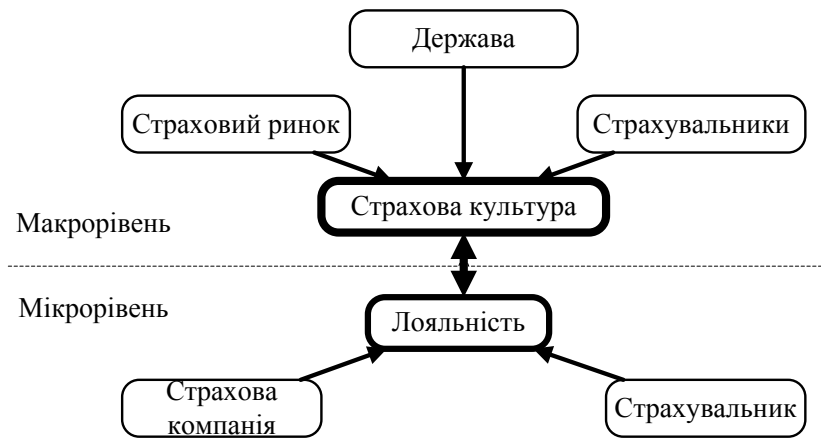 Держава
Страховий ринок
Страхувальники
Страхова культура
Макрорівень
Мікрорівень
Лояльність
Страхова
компанія
Страхувальник